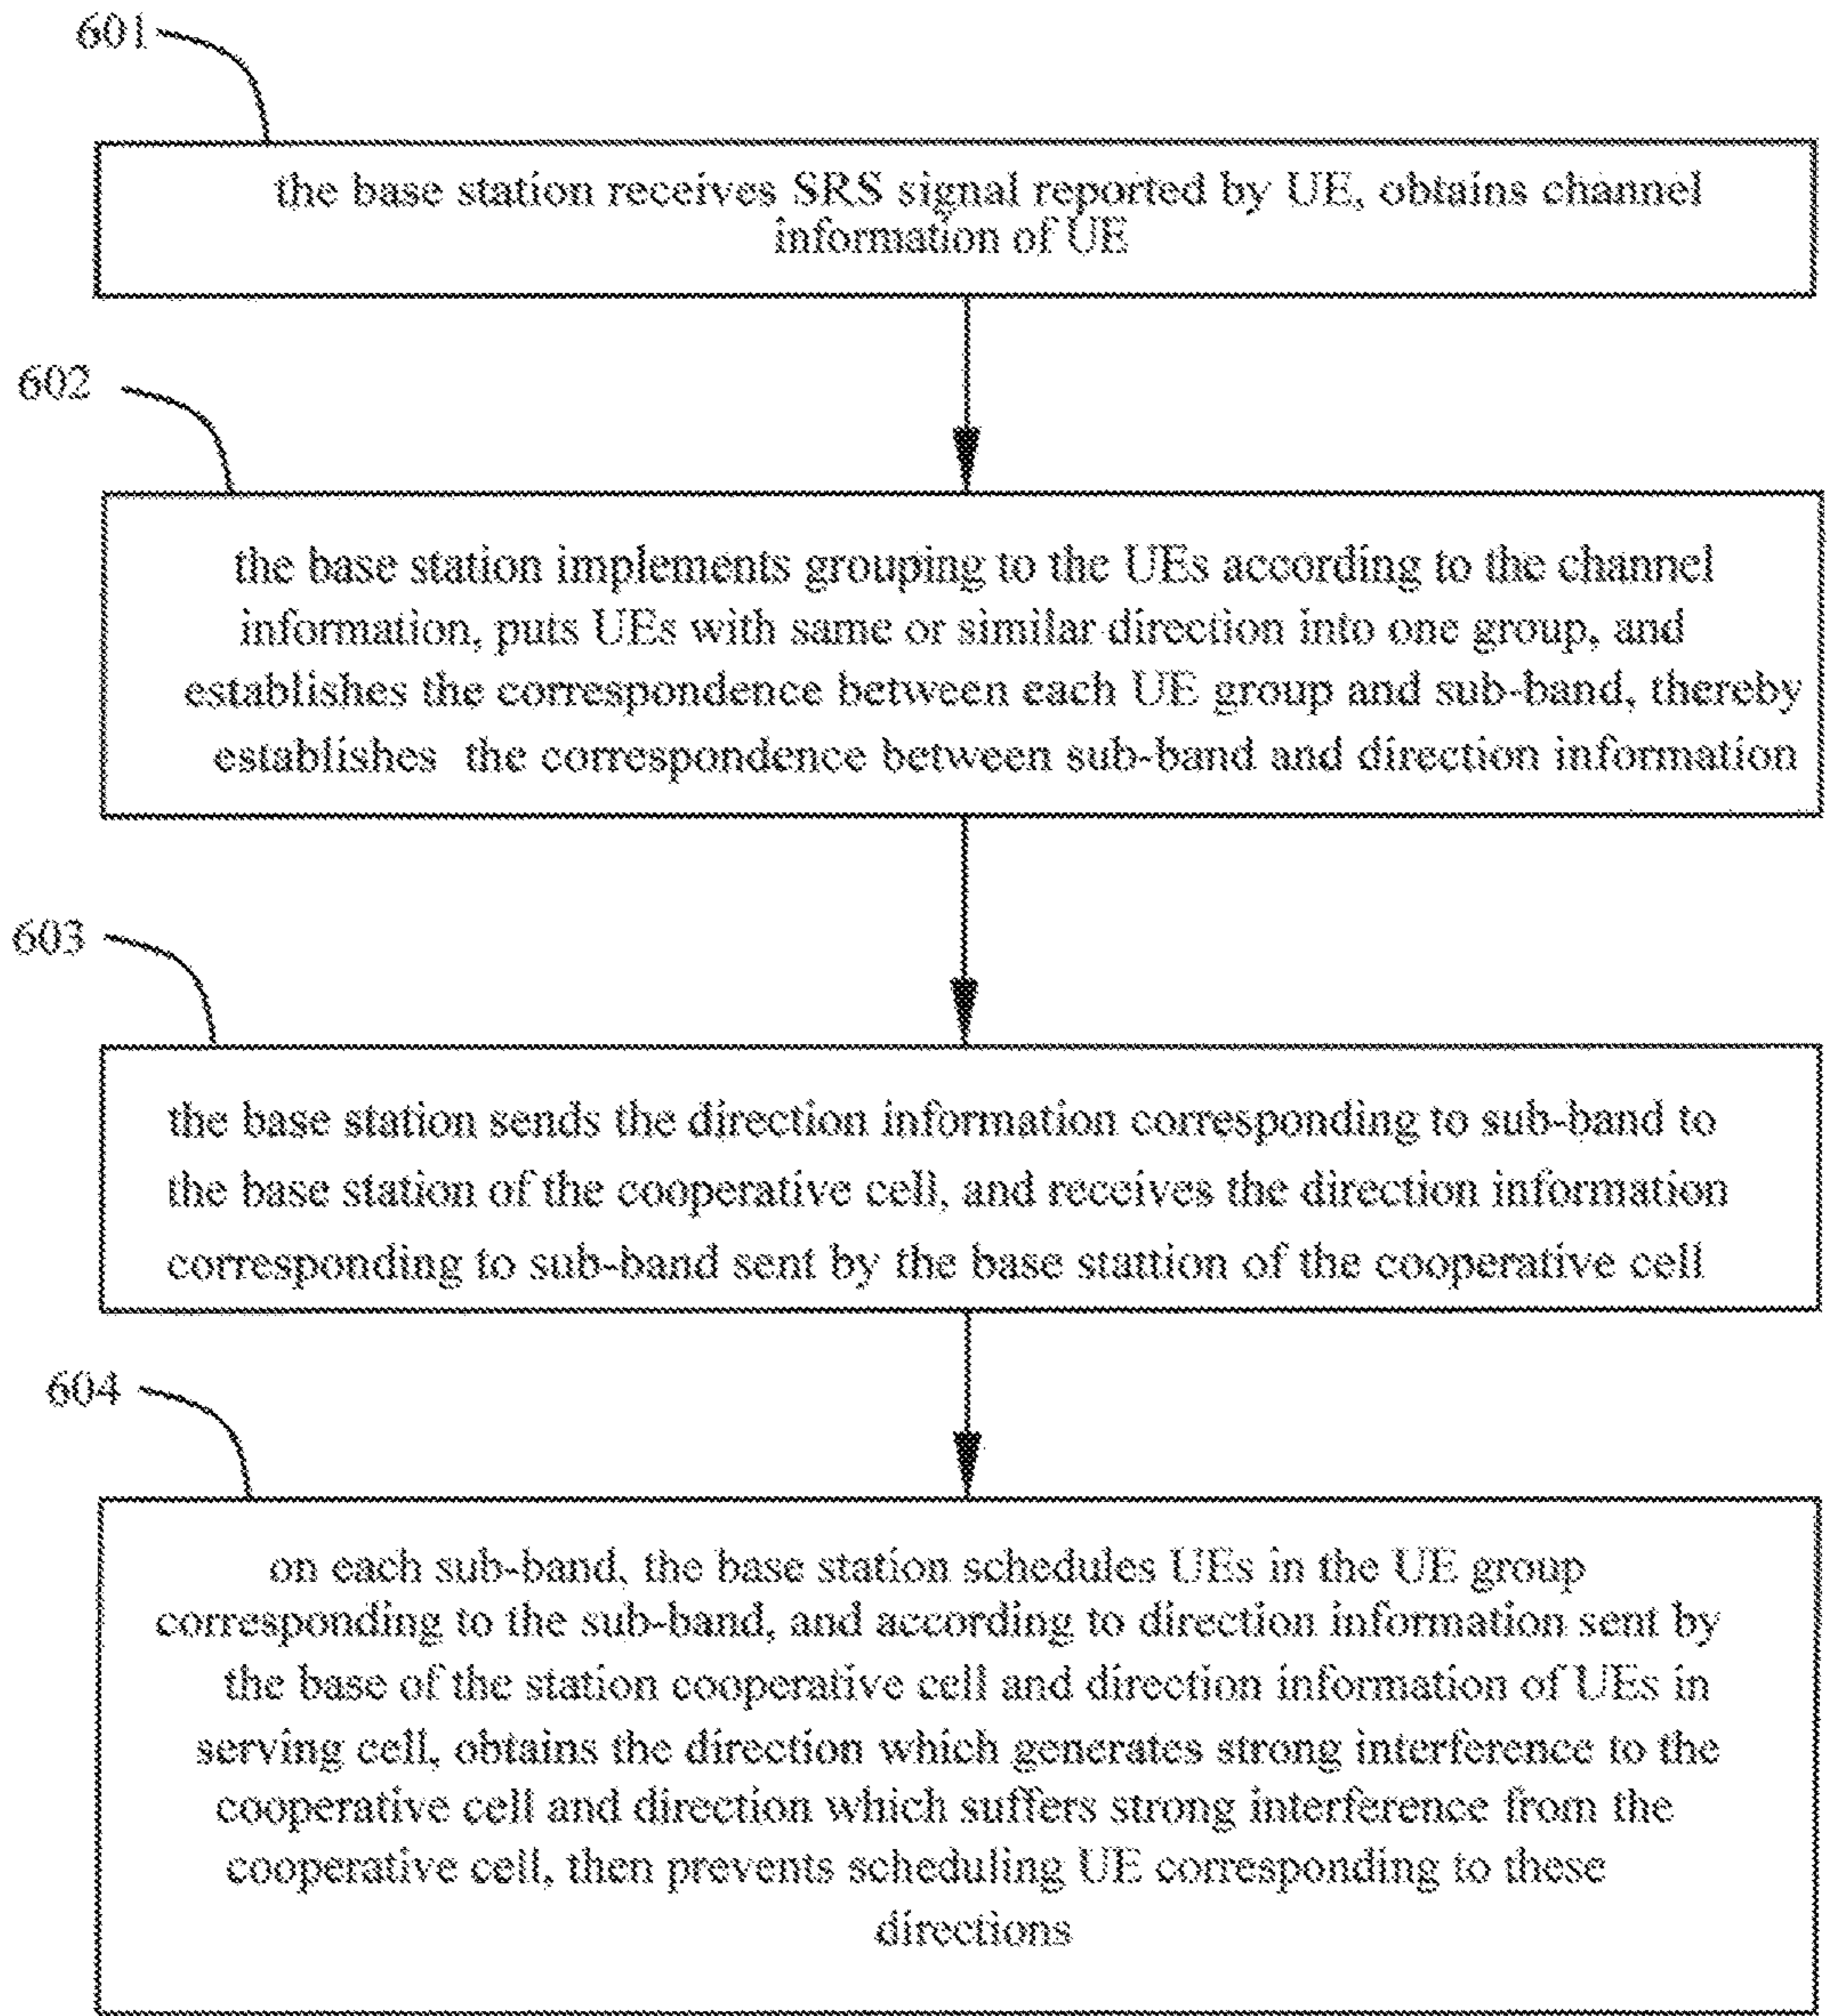 601
the base station receives SRS signal reported by UE, obtains channel
information of UE
602
the base station implements grouping to the UEs according to the channel
information, puts UEs with same or similar direction into one group, and
establishes the correspondence between each UE group and sub-band, thereby
establishes the correspondence between sub-band and direction information
603
the base station sends the direction information corresponding to sub-band to
the base station of the cooperative cell, and receives the direction information
corresponding to sub-band sent by the base stattion of the cooperative cell
604
on each sub-band, the base station schedules UEs in the UE group
corresponding to the sub-band, and according to direction information sent by
the base of the station cooperative cell and direction information of UEs in
serving cell, obtains the direction which generates strong interference to the
cooperative cell and direction which suffers strong interference from the
cooperative cell, then prevents scheduling UE corresponding to these
directions